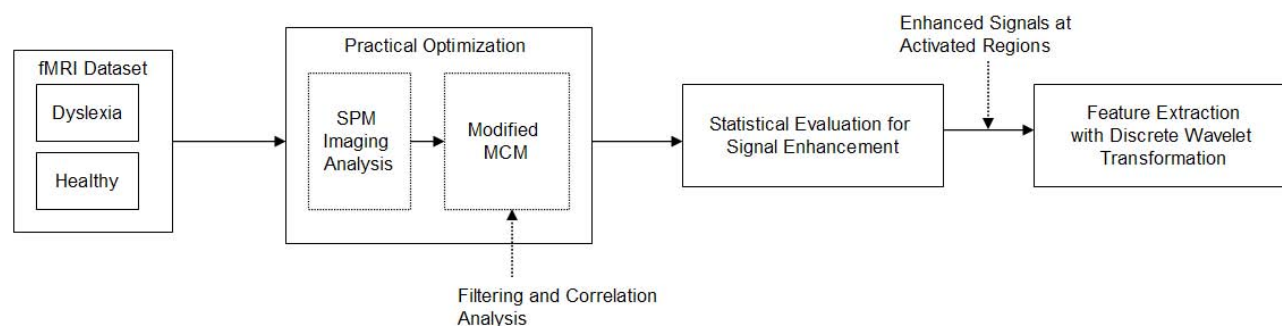 fMRI Dataset
Dyslexia
Healthy
Practical Optimization
SPM
Imaging
Analysis
Modified
MCM
Filtering and Correlation
Analysis
Statistical Evaluation for
Signal Enhancement
Enhanced Signals at
Activated Regions
Feature Extraction
with Discrete Wavelet
Transformation